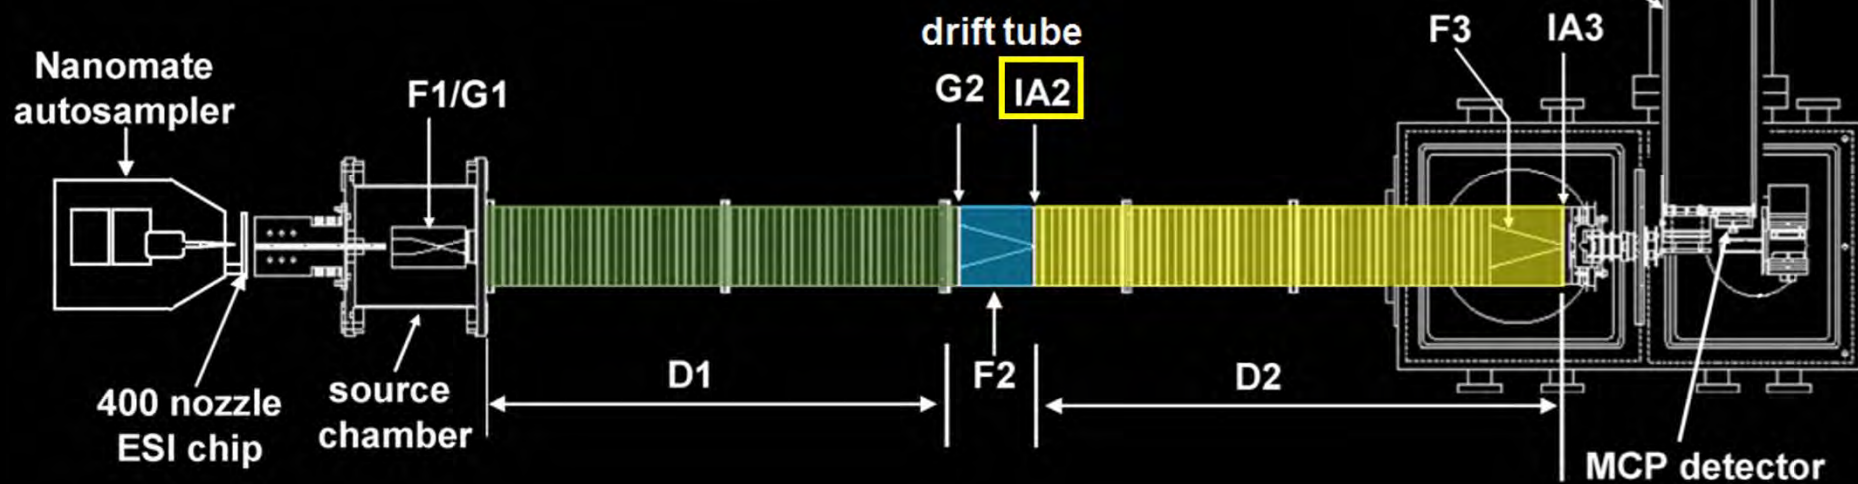 drift tube
Nanomate
autosampler
F1/G1
G2
IA2
F3
IA3
D1
F2
D2
400 nozzle
ESI chip
source
chamber
MCP detector